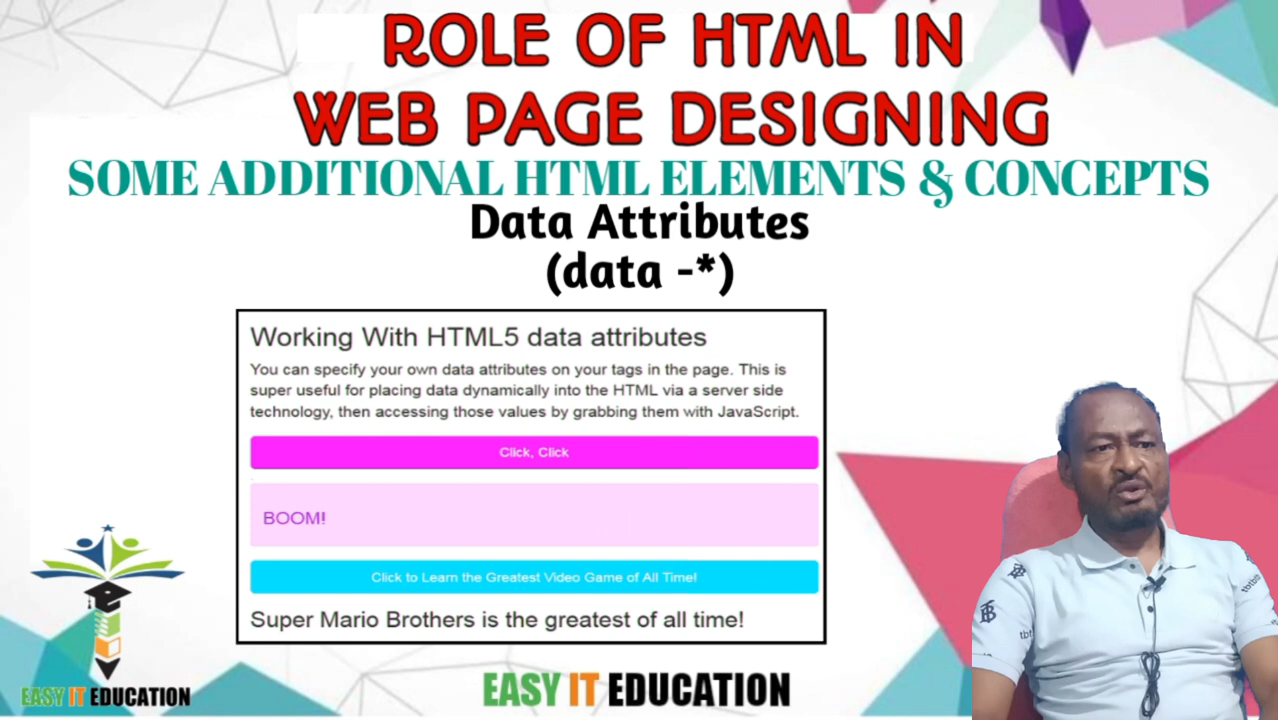 ROLE OF HTML IN
WEB PAGE DESIGNING
SOME ADDITIONAL HTML ELEMENTS & CONCEPTS
Data Attributes
(data -*)
Working With HTML5 data attributes
You can specify your own data attributes on your tags in the page. This is
super useful for placing data dynamically into the HTML via a server side
technology, then accessing those values by grabbing them with JavaScript.
Click, Click
BOOM!
Click to Learn the Greatest Video Game of All Time!
Super Mario Brothers is the greatest of all time!
e
EASY IT EDUCATION
EASY IT EDUCATION